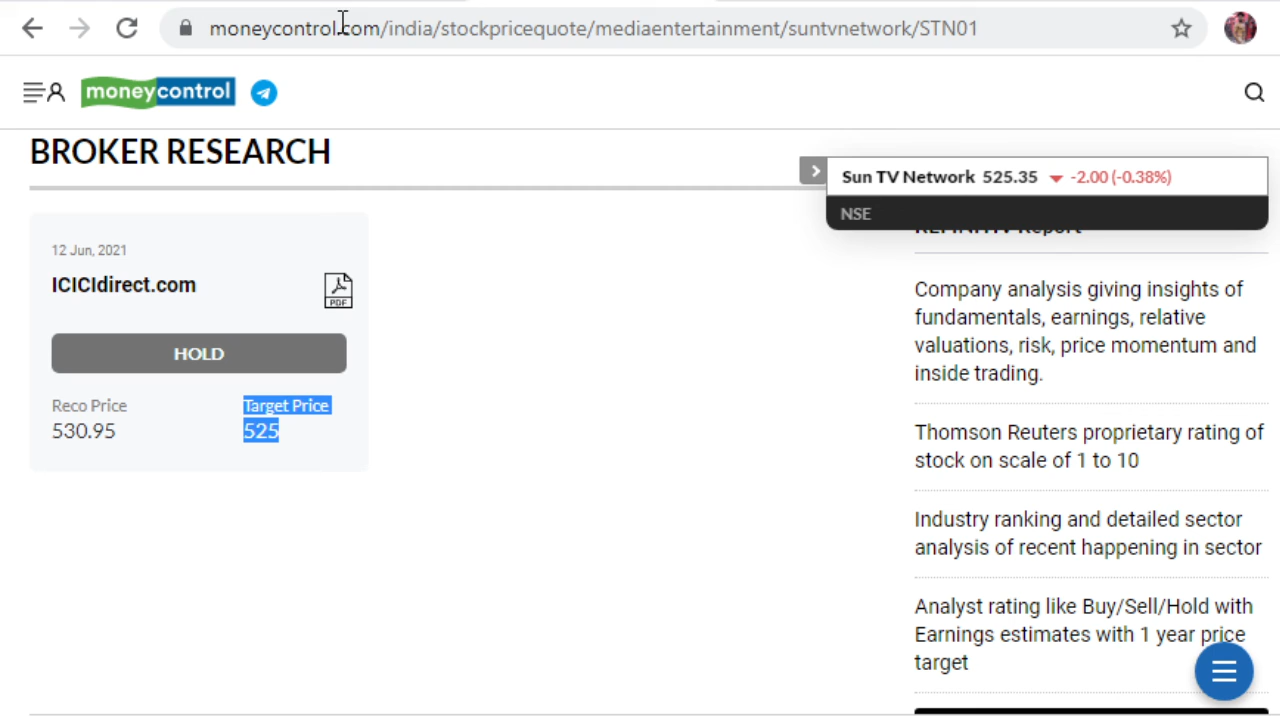 moneycontrol.com/india/stockpricequote/mediaentertainment/suntvnetwork/STN01
moneycontrol
BROKER RESEARCH
Sun TV Network 525.35 -2.00 (-0.38%)
NSE
12 Jun, 2021
ICICIdirect.com
PDF
HOLD
Reco Price
530.95
Target Price
525
REFINITIV Report
Company analysis giving insights of
fundamentals, earnings, relative
valuations, risk, price momentum and
inside trading.
Thomson Reuters proprietary rating of
stock on scale of 1 to 10
Industry ranking and detailed sector
analysis of recent happening in sector
Analyst rating like Buy/Sell/Hold with
Earnings estimates with 1 year price
target